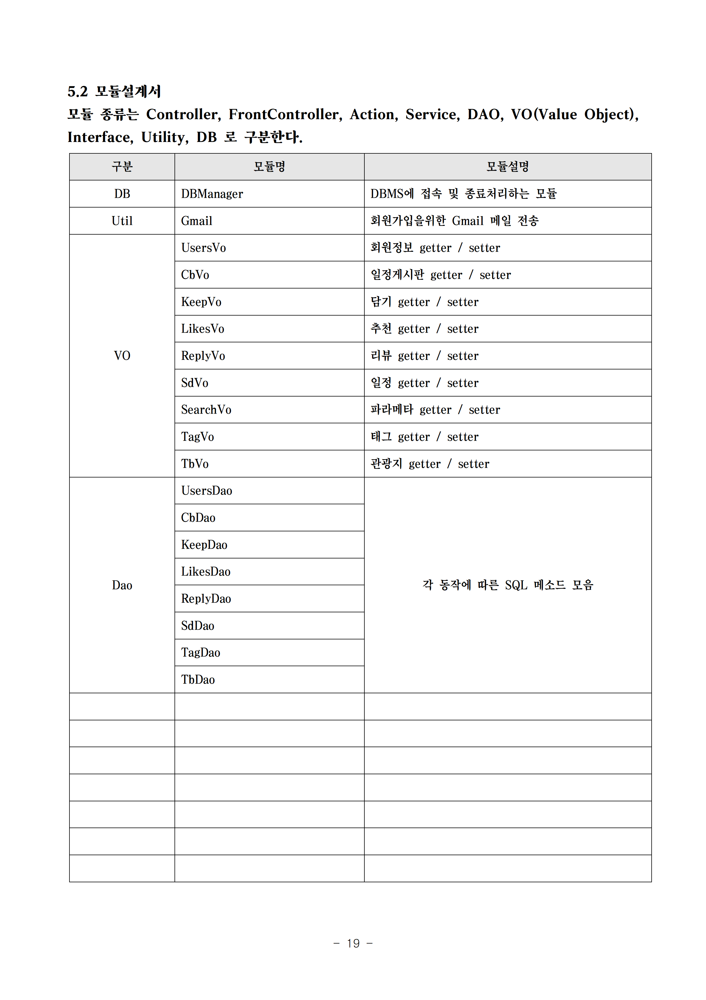 5.2 모듈설계서
모듈 종류는 Controller, FrontController, Action, Service, DAO, VO(Value Object),
Interface, Utility, DB 로 구분한다.
구분 모듈명 모듈설명
DB DBManager DBMS에 접속 및 종료처리하는 모듈
Util Gmail 회원가입을위한 Gmail 메일 전송
VO
UsersVo 회원정보 getter / setter
CbVo 일정게시판 getter / setter
KeepVo 담기 getter / setter
LikesVo 추천 getter / setter
ReplyVo 리뷰 getter / setter
SdVo 일정 getter / setter
SearchVo 파라메타 getter / setter
TagVo 태그 getter / setter
TbVo 관광지 getter / setter
Dao
UsersDao
CbDao
KeepDao
LikesDao
ReplyDao
SdDao
TagDao
TbDao
각 동작에 따른 SQL 메소드 모음
- 19 -